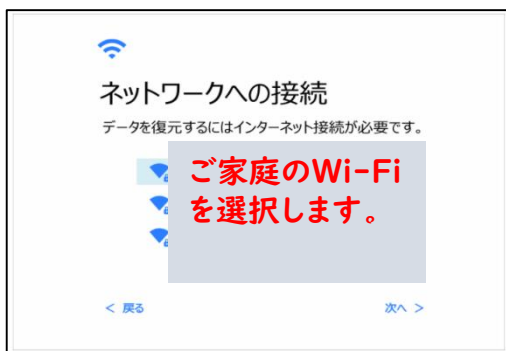 ネットワークへの接続
データを復元するにはインターネット接続が必要です。
ご家庭のWi-Fi
を選択します。
< 戻る
次へ >